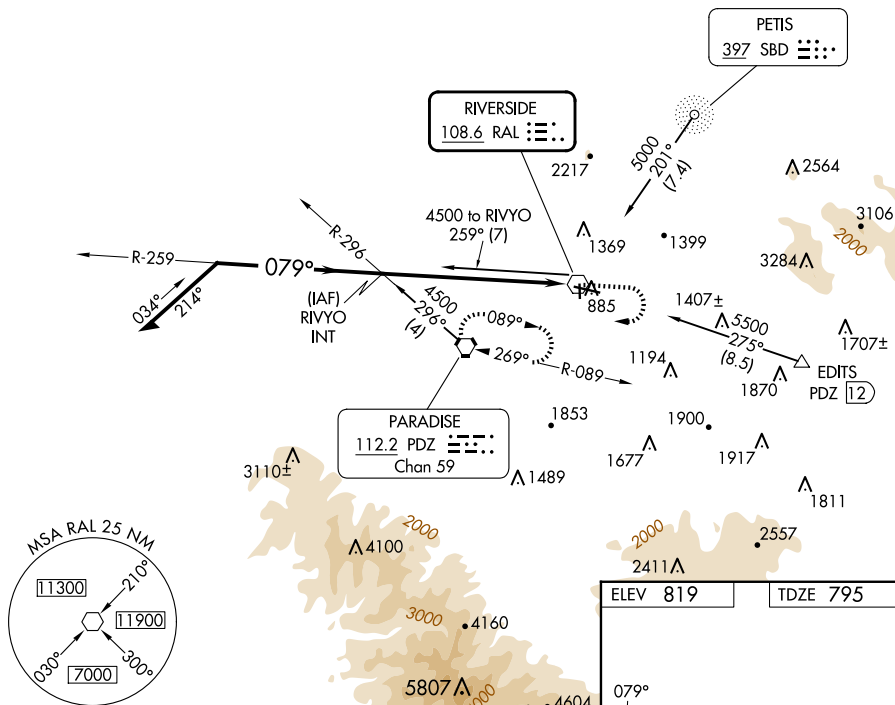 PETIS
397 SBD
RIVERSIDE
108.6 RAL
2217
5000
201°
(7.4)
2564
3106
2000
R-296
4500 to RIVYO
259° (7)
1369
1399
3284
R-259
079°
034°
214°
(IAF)
RIVYO
INT
4500
296°
(4)
885
089°
269°
R-089
1407±
5500
275°
(8.5)
1707±
EDITS
PDZ 12
1194
1870
PARADISE
112.2 PDZ
Chan 59
1853
1900
1677
1917
3110±
1489
1811
MSA RAL 25 NM
210°
11300
11900
030°
7000
300°
2000
4100
2000
2557
2411
3000
4160
5807
4604
ELEV 819
TDZE 795
079°